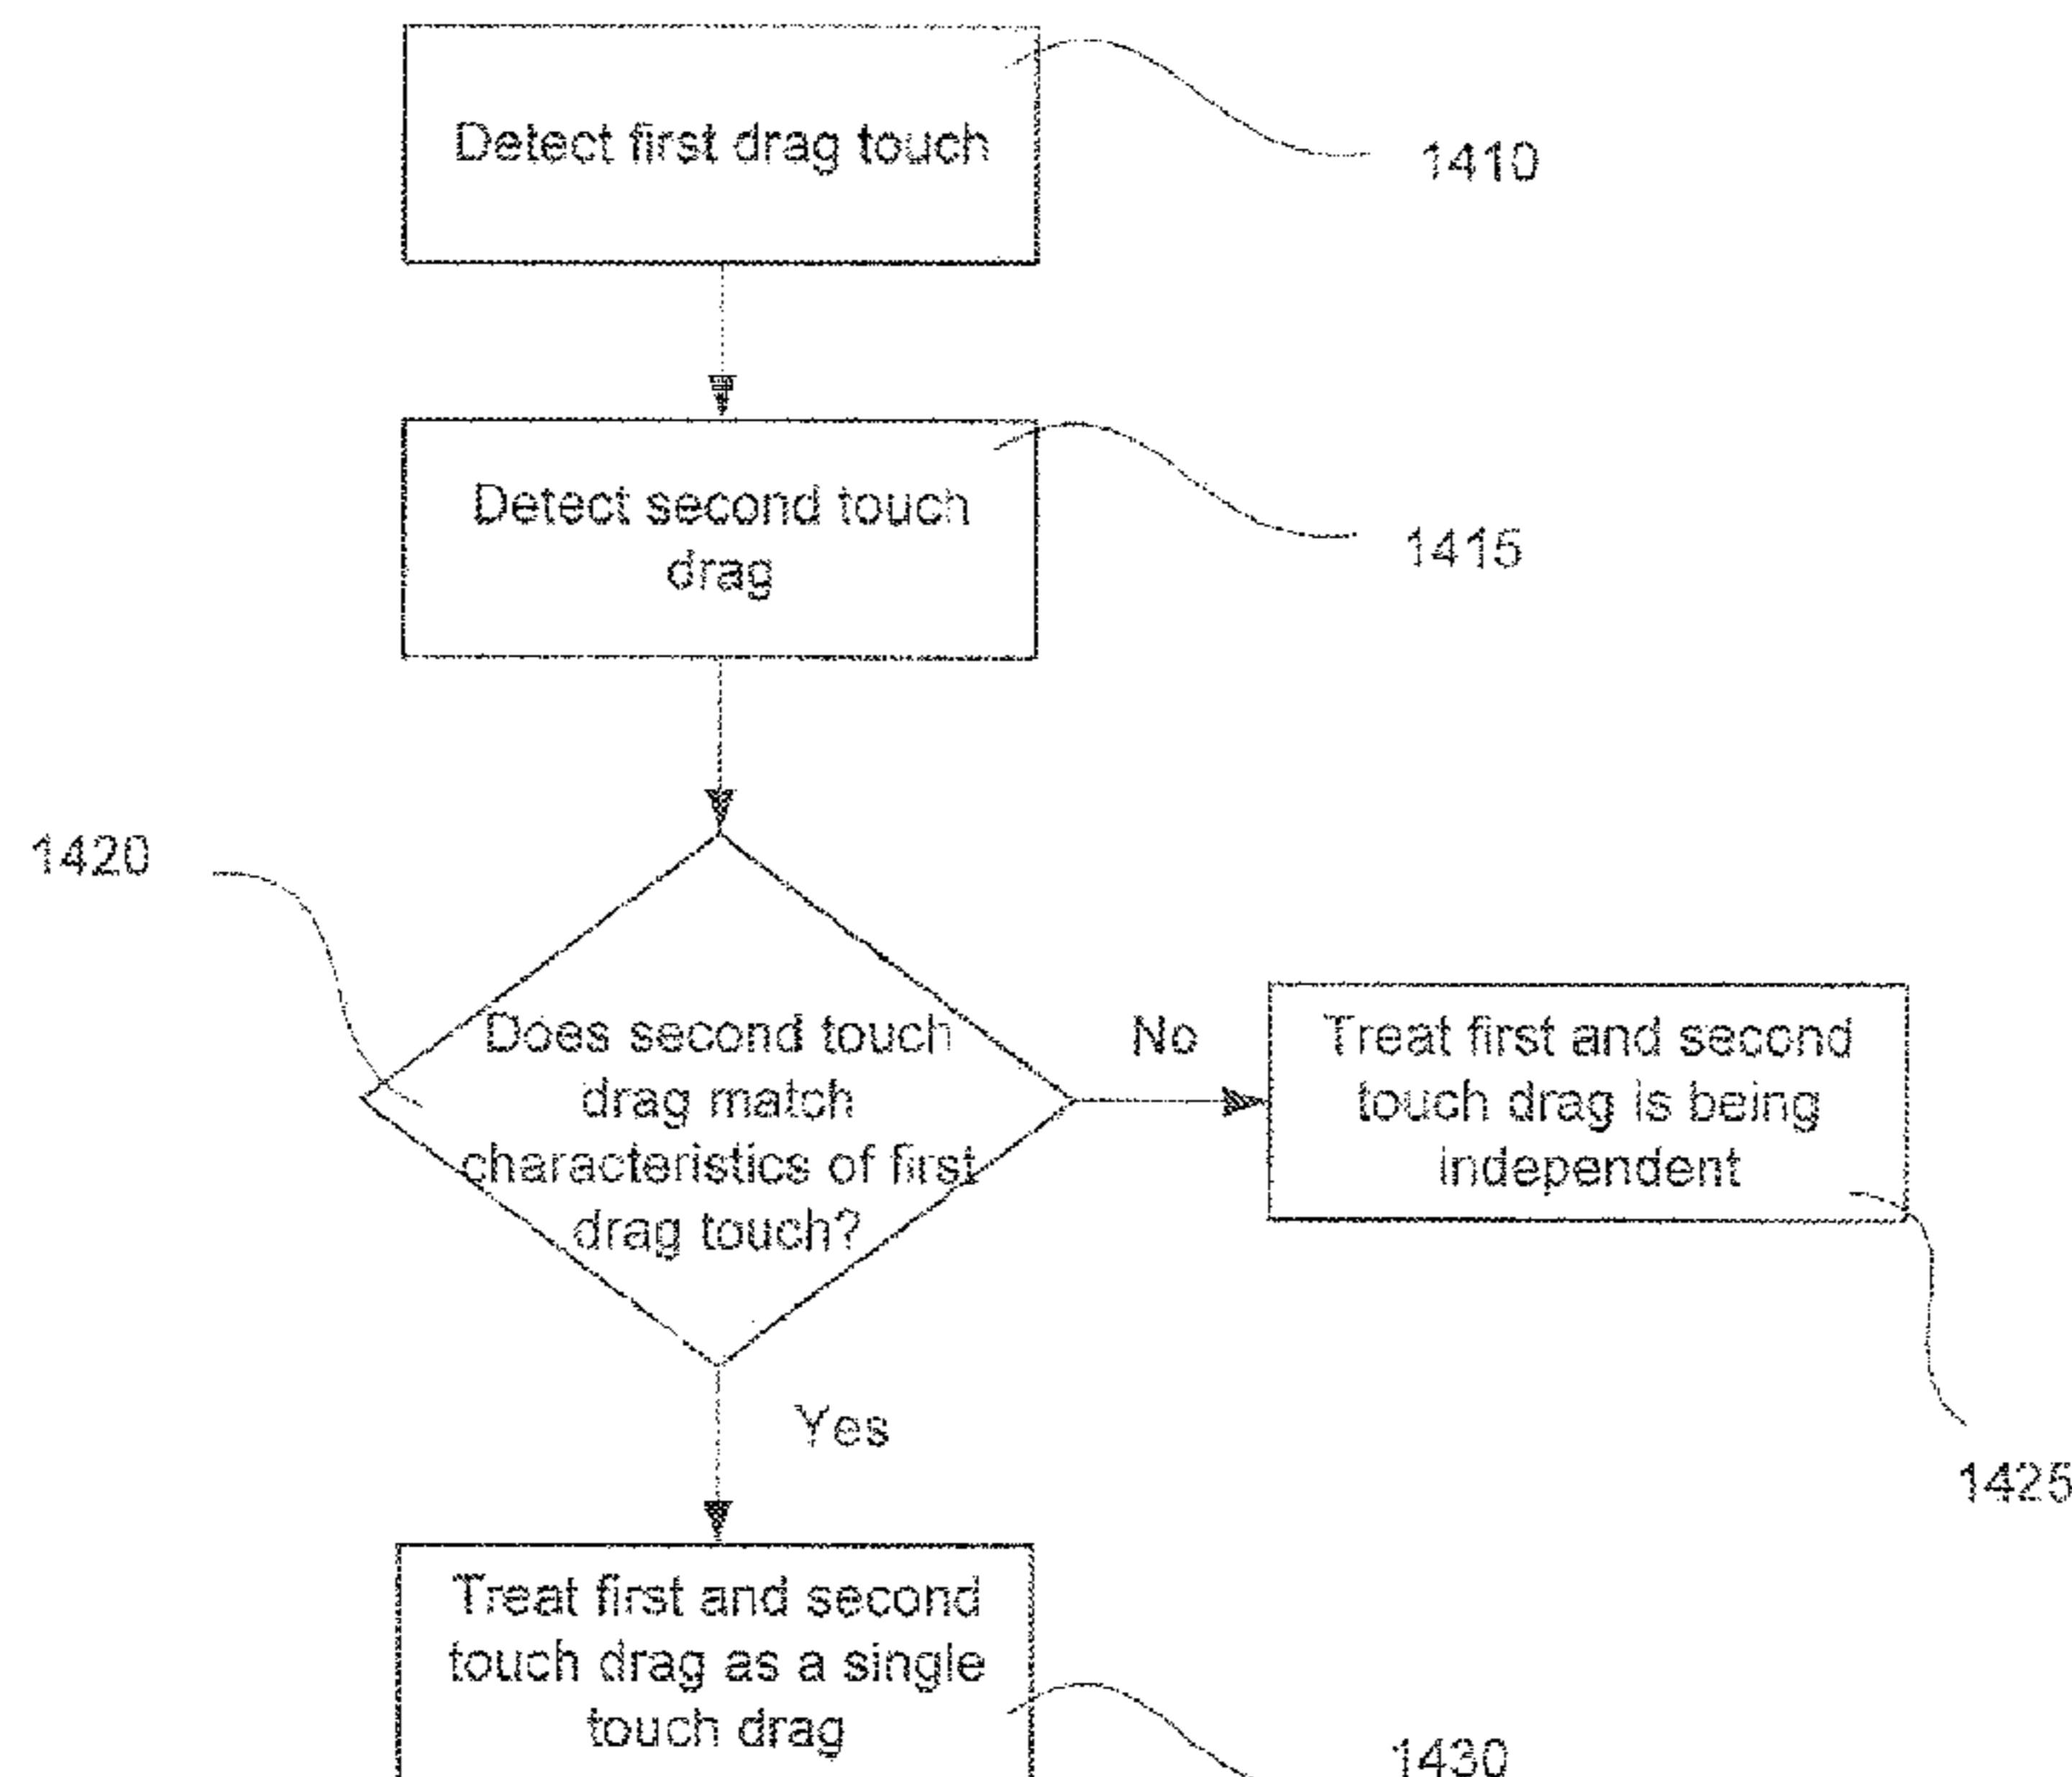 Detect first drag touch
1410
Detect second touch
drag
1415
1420
Does second touch
drag match
characteristics of first
drag touch?
No
Treat first and second
touch drag is being
independent
1425
Yes
Treat first and second
touch drag as a single
touch drag
1430